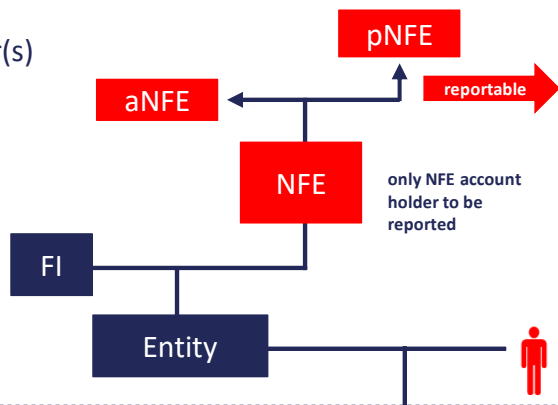 r(s)
pNFE
aNFE
reportable
NFE
only NFE account
holder to be
reported
FI
Entity